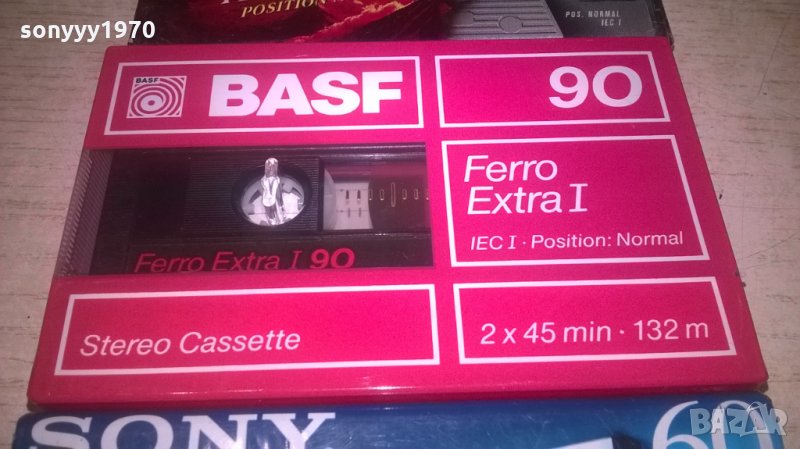 sonyyy1970
POSITION
POS. NORMAL
IEC I
BASF
BASF
90
Ferro
Extra I
IEC I · Position: Normal
Ferro Extra I 90
Stereo Cassette
2 x 45 min · 132 m
SONY
60
BAZAR